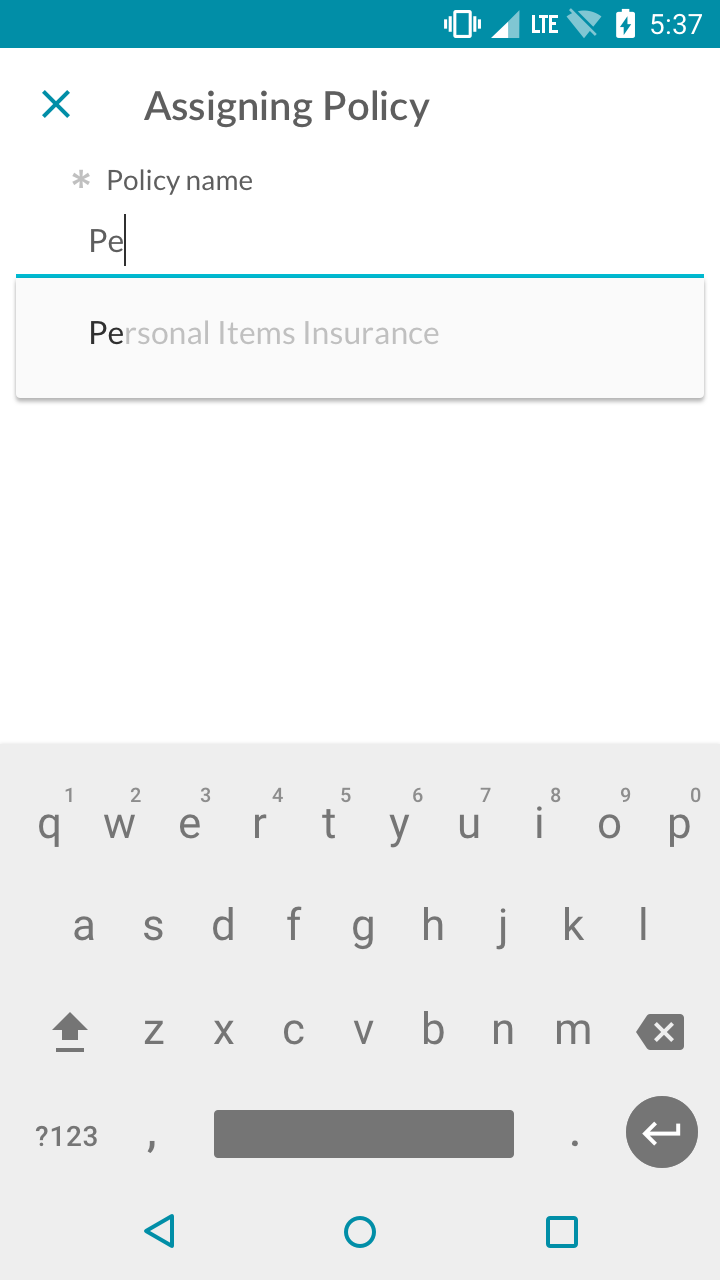 LTE 5:37
Assigning Policy
* Policy name
Pe
Personal Items Insurance
1 2 3 4 5 6 7 8 9 0
q w e r t y u i o p
a s d f g h j k l
z x c v b n m
?123 , .